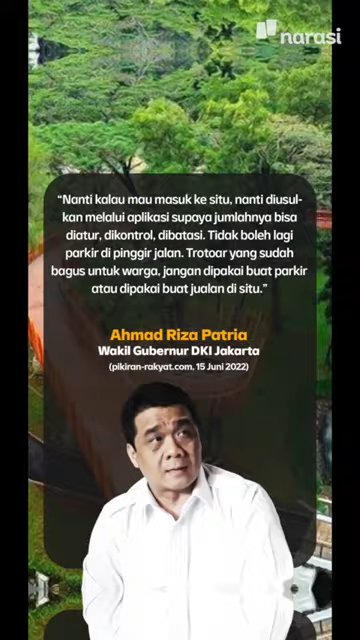 narasi
“Nanti kalau mau masuk ke situ, nanti diusul-
kan melalui aplikasi supaya jumlahnya bisa
diatur, dikontrol, dibatasi. Tidak boleh lagi
parkir di pinggir jalan. Trotoar yang sudah
bagus untuk warga, jangan dipakai buat parkir
atau dipakai buat jualan di situ.”
Ahmad Riza Patria
Wakil Gubernur DKI Jakarta
(pikiran-rakyat.com, 15 Juni 2022)